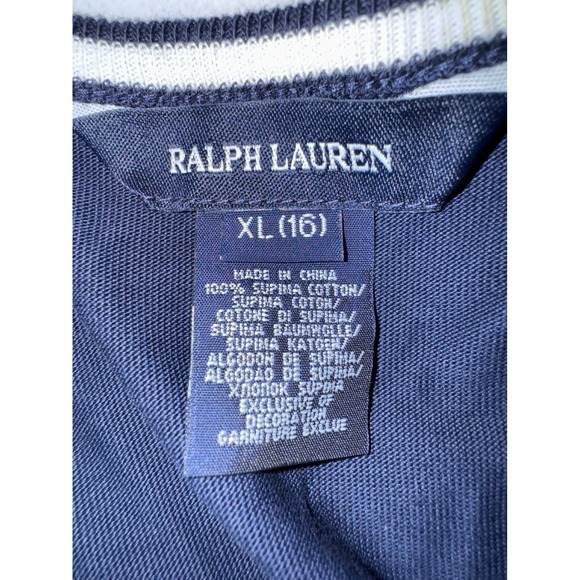 RALPH LAUREN
XL (16)
MADE IN CHINA
100% SUPIMA COTTON/
SUPIMA COTON/
COTONE DI SUPIMA/
SUPIMA BAUMWOLLE/
SUPIMA KATOEN/
ALGODON DE SUPIMA/
ALGODAO DE SUPIMA/
ХЛОПОК SUPIMA
EXCLUSIVE OF
DECORATION
GARNITURE EXCLUE